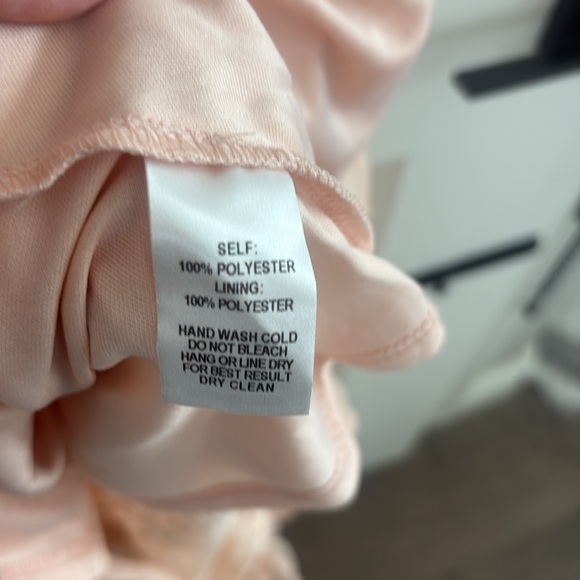 SELF:
100% POLYESTER
LINING:
100% POLYESTER
HAND WASH COLD
DO NOT BLEACH
HANG OR LINE DRY
FOR BEST RESULT
DRY CLEAN